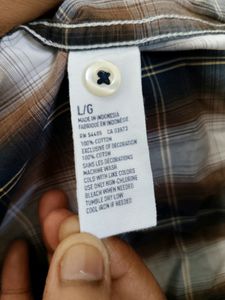 L/G
MADE IN INDONESIA
FABRIQUE EN INDONESIE
RN 54485 CA 03973
100% COTTON
EXCLUSIVE OF DECORATION
100% COTON
SANS LES DECORATIONS
MACHINE WASH
COLD WITH LIKE COLORS
USE ONLY NON-CHLORINE
BLEACH WHEN NEEDED
TUMBLE DRY LOW
COOL IRON IF NEEDED